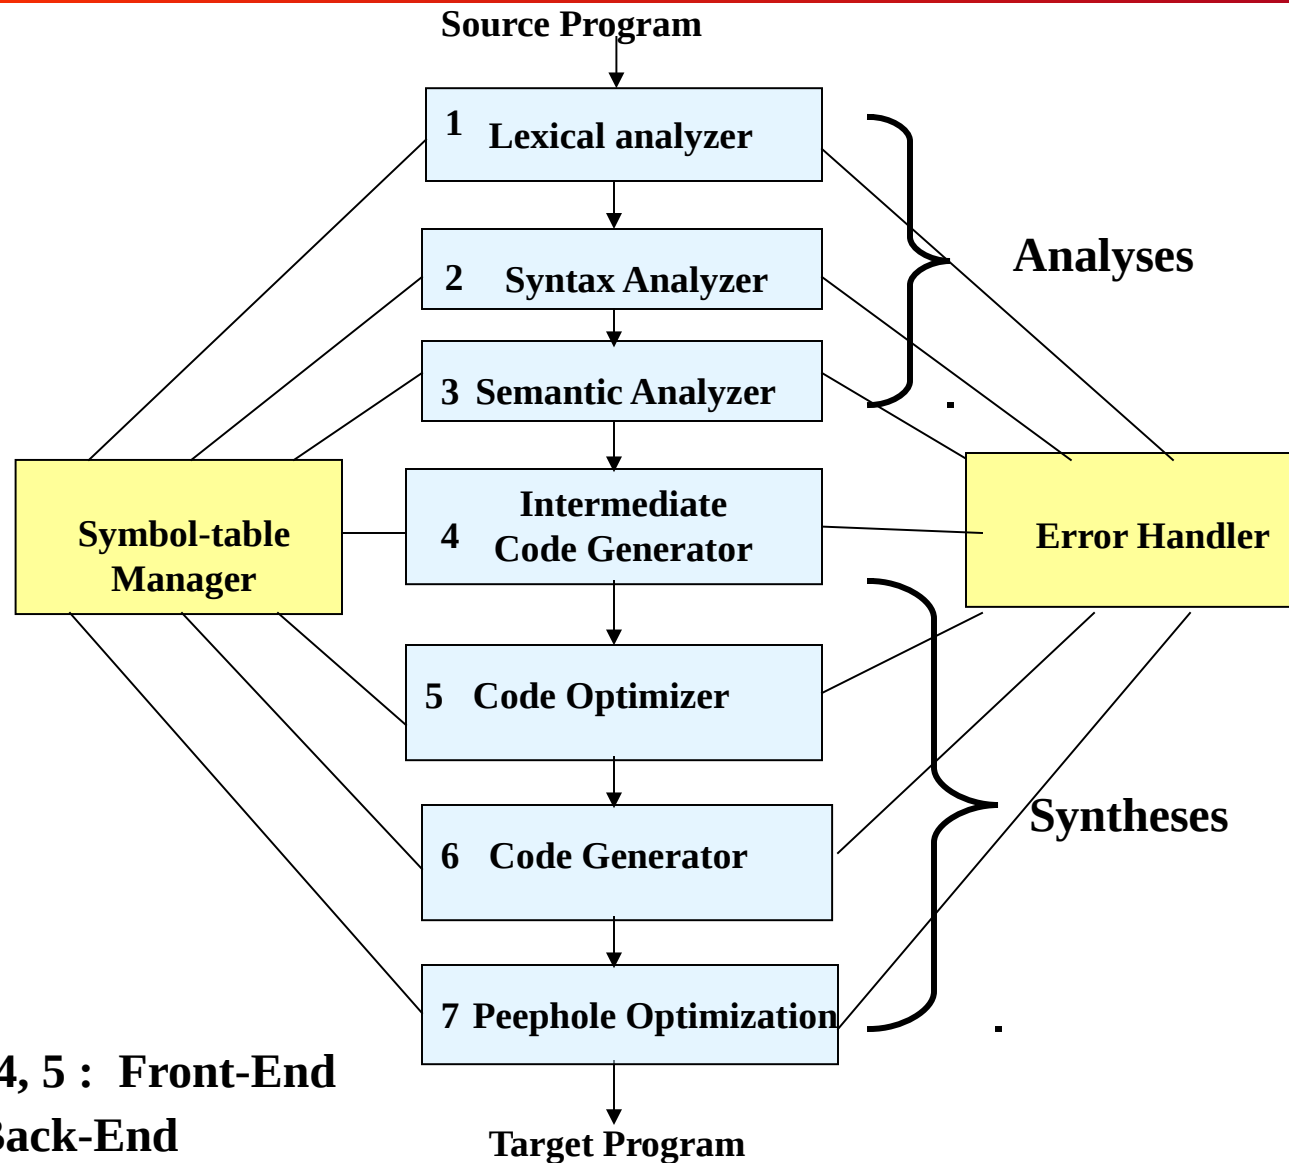 Source Program
1 Lexical analyzer
Analyses
2 Syntax Analyzer
3 Semantic Analyzer
Symbol-table
Manager
4 Intermediate
Code Generator
Error Handler
5 Code Optimizer
Syntheses
6 Code Generator
7 Peephole Optimization
4, 5 : Front-End
Back-End
Target Program